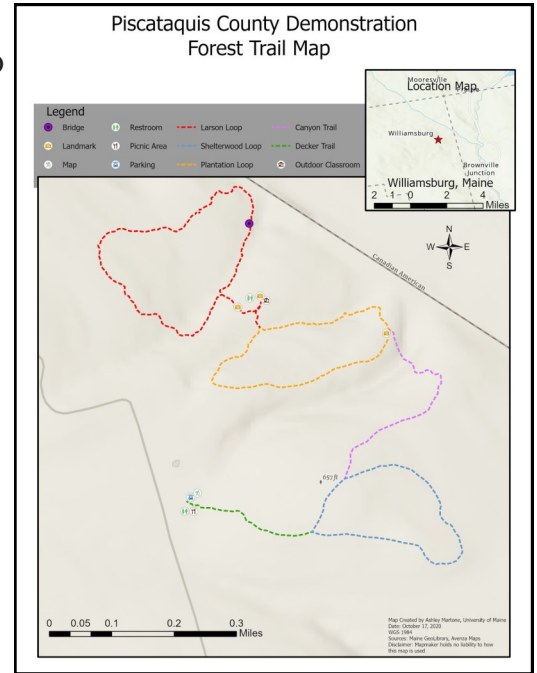 Piscataquis County Demonstration
Forest Trail Map
Location Map
Mooresville
Williamsburg
Brownville
Junction
Williamsburg, Maine
2 1 0 2 4
Miles
Legend
Bridge
Restroom
Larson Loop
Canyon Trail
Landmark
Picnic Area
Shelterwood Loop
Decker Trail
Map
Parking
Plantation Loop
Outdoor Classroom
N
W E
S
Canadian American
0 0.05 0.1 0.2 0.3
Miles
Map Created by Ashley Martens, University of Maine
Date: October 17, 2020
WGS 1984
Sources: Maine GeoLibrary, Avenza Maps
Disclaimer: Mapmaker holds no liability to how
this map is used